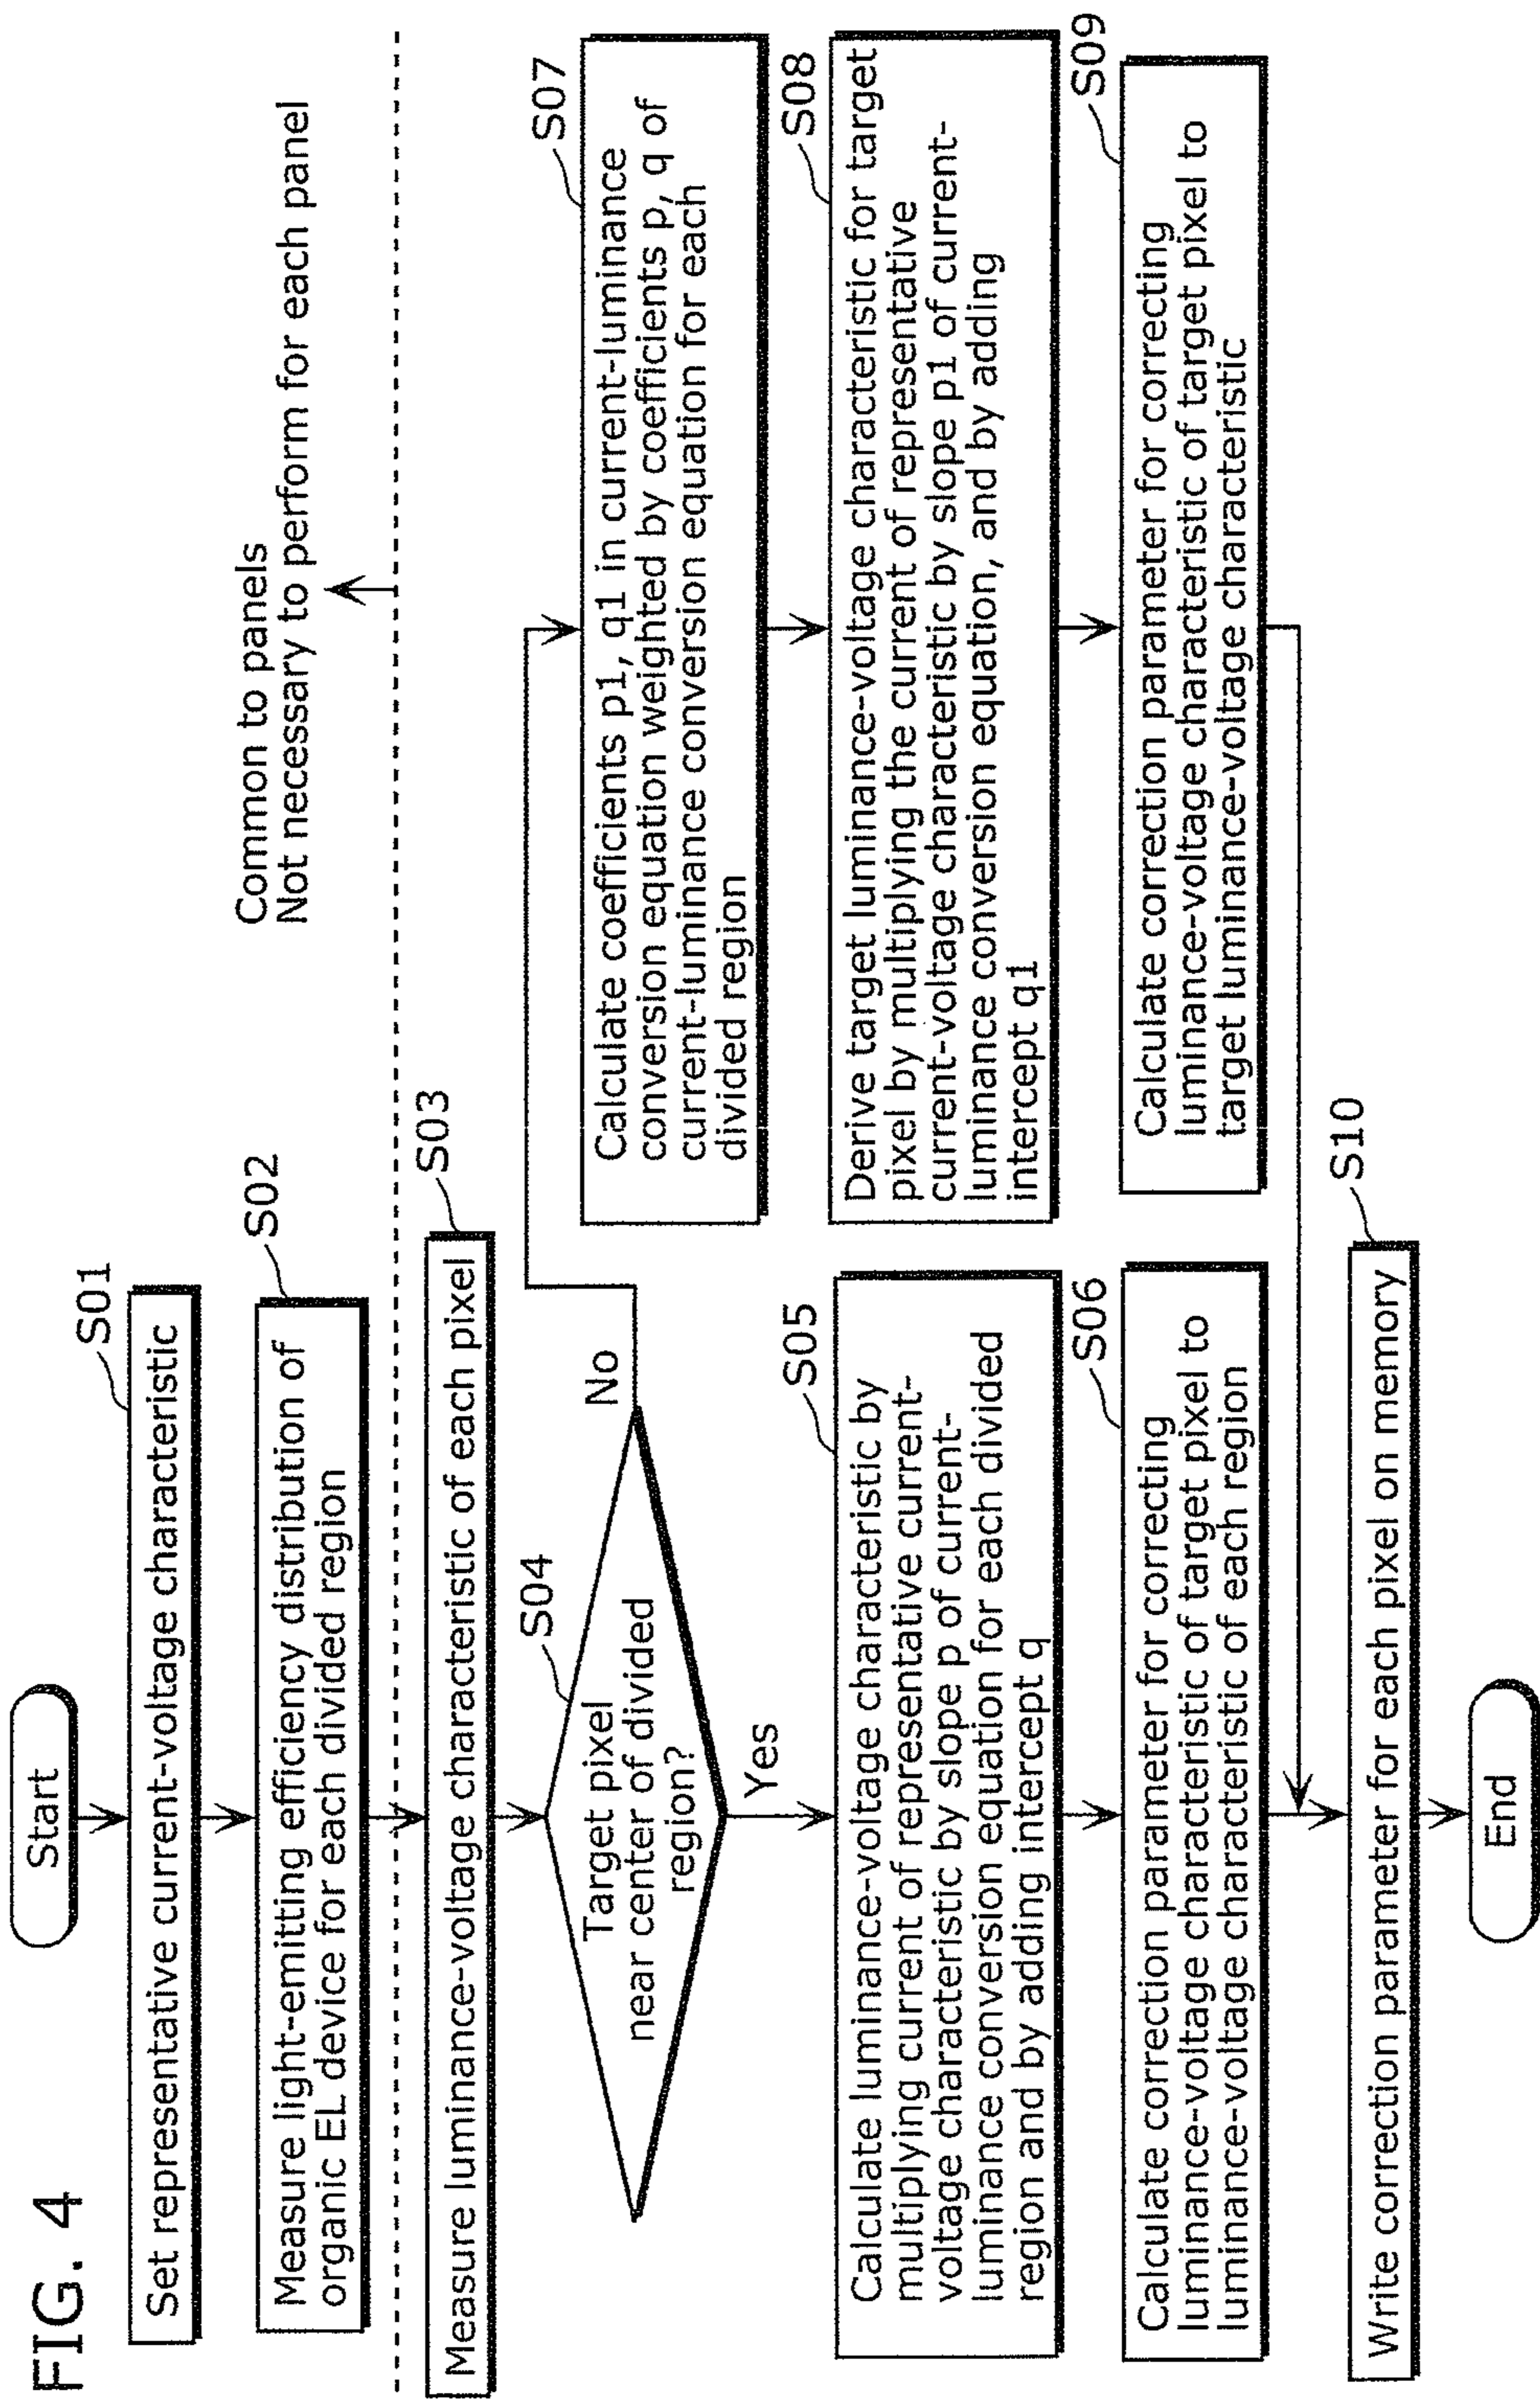 FIG. 4
Start
S01
Set representative current-voltage characteristic
S02
Measure light-emitting efficiency distribution of
organic EL device for each divided region
Common to panels
Not necessary to perform for each panel
S03
Measure luminance-voltage characteristic of each pixel
S04
Target pixel
near center of divided
region?
No
Yes
S05
Calculate luminance-voltage characteristic by
multiplying current of representative current-
voltage characteristic by slope p of current-
luminance conversion equation for each divided
region and by adding intercept q
S06
Calculate correction parameter for correcting
luminance-voltage characteristic of target pixel to
luminance-voltage characteristic of each region
S07
Calculate coefficients p1, q1 in current-luminance
conversion equation weighted by coefficients p, q of
current-luminance conversion equation for each
divided region
S08
Derive target luminance-voltage characteristic for target
pixel by multiplying the current of representative
current-voltage characteristic by slope p1 of current-
luminance conversion equation, and by adding
intercept q1
S09
Calculate correction parameter for correcting
luminance-voltage characteristic of target pixel to
target luminance-voltage characteristic
S10
Write correction parameter for each pixel on memory
End